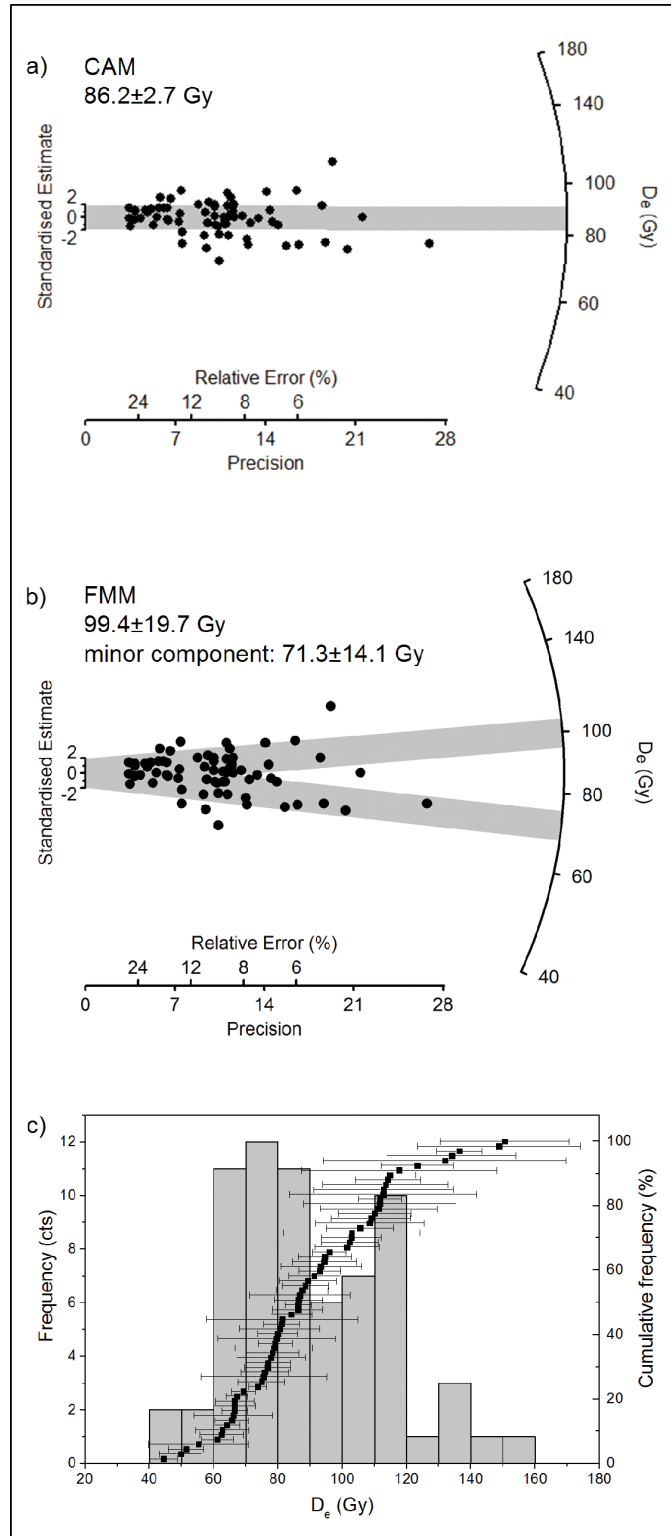 a) CAM
86.2±2.7 Gy
Standardised Estimate
2
0
-2
180
140
100
80
60
40
De (Gy)
Relative Error (%)
24 12 8 6
0 7 14 21 28
Precision
b) FMM
99.4±19.7 Gy
minor component: 71.3±14.1 Gy
Standardised Estimate
2
0
-2
180
140
100
80
60
40
De (Gy)
Relative Error (%)
24 12 8 6
0 7 14 21 28
Precision
c)
Frequency (cts)
12
10
8
6
4
2
0
100
80
60
40
20
0
Cumulative frequency (%)
20 40 60 80 100 120 140 160 180
De (Gy)